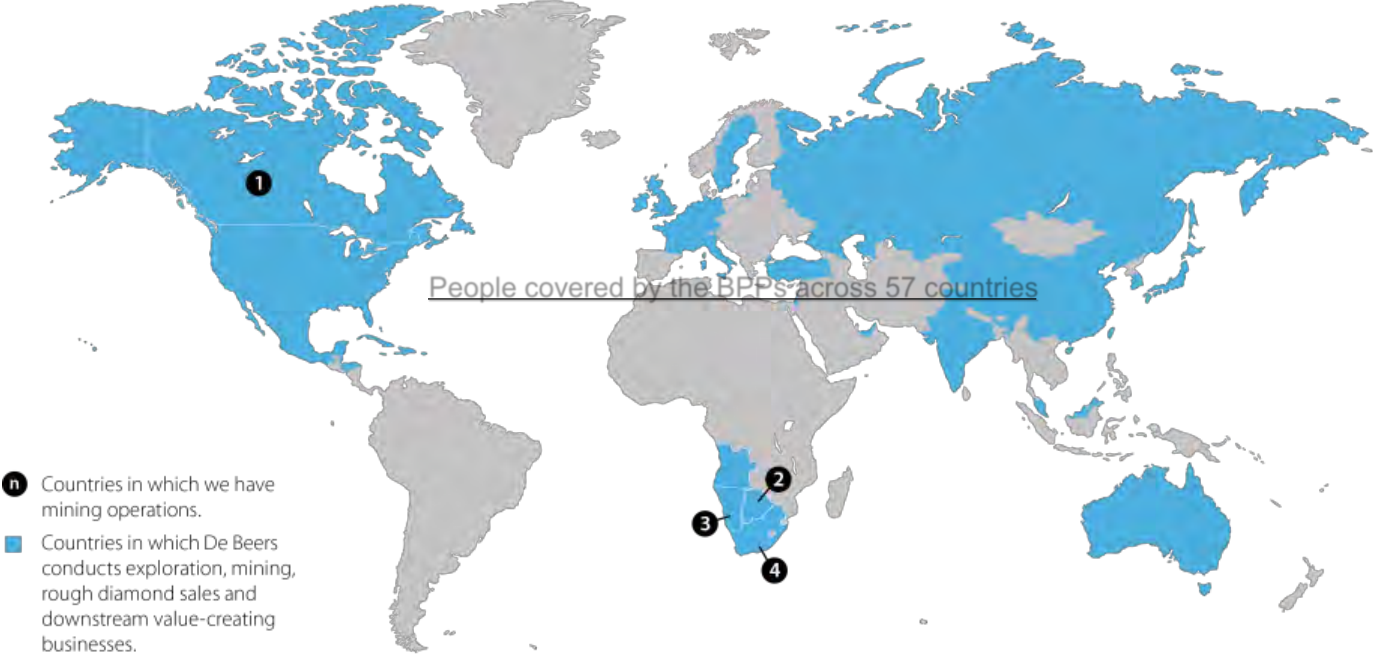 1
People covered by the BPPs across 57 countries
2
3
4
n Countries in which we have
mining operations.
Countries in which De Beers
conducts exploration, mining,
rough diamond sales and
downstream value-creating
businesses.